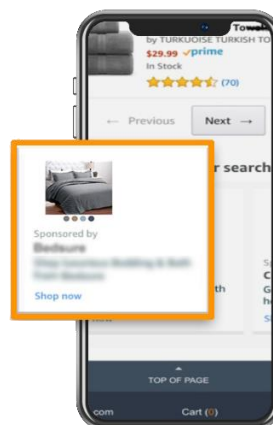 Towel
by TURKUOISE TURKISH TO
$29.99 prime
In Stock
(70)
← Previous
Next →
r search
Sponsored by
Bedsure
Shop now
th
TOP OF PAGE
com
Cart (0)